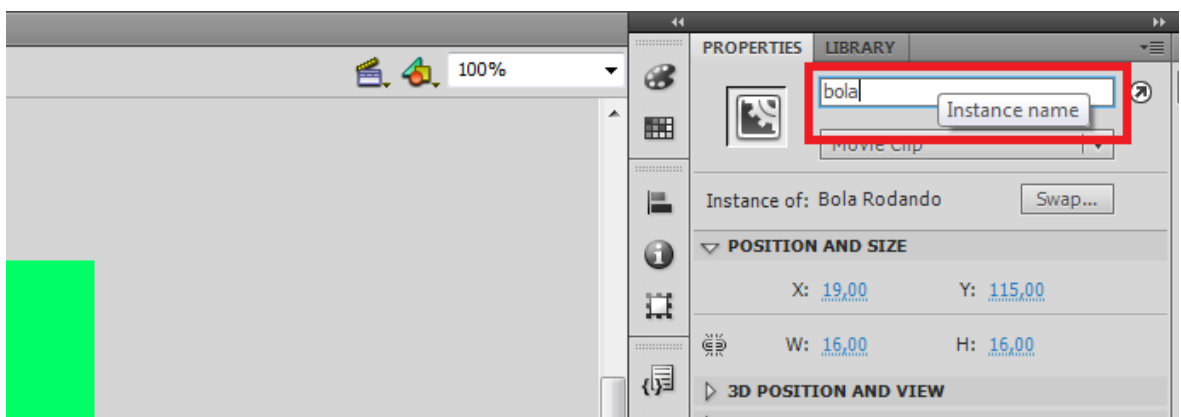 PROPERTIES LIBRARY
100%
bola
Instance name
Movie Clip
Instance of: Bola Rodando Swap...
POSITION AND SIZE
X: 19,00 Y: 115,00
W: 16,00 H: 16,00
3D POSITION AND VIEW